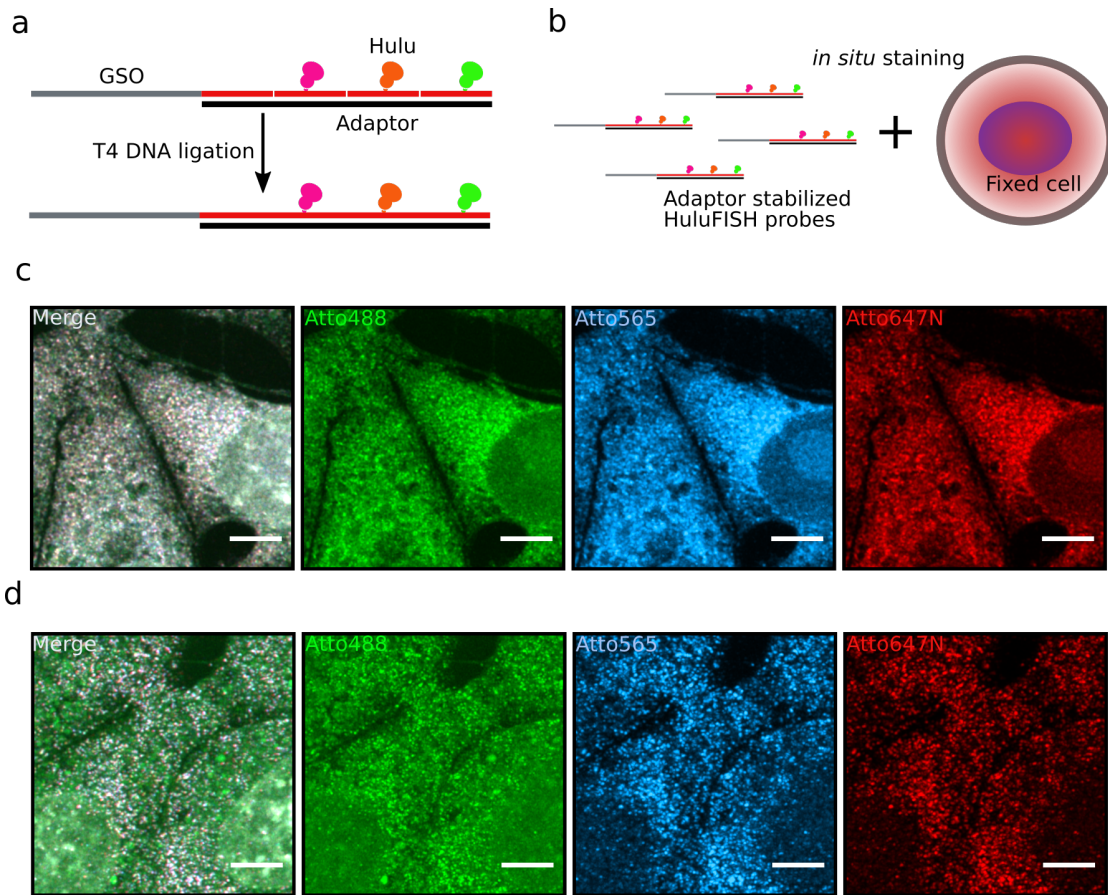 a
Hulu
GSO
Adaptor
T4 DNA ligation
b
in situ staining
Fixed cell
Adaptor stabilized
HuluFISH probes
c
Merge
Atto488
Atto565
Atto647N
d
Merge
Atto488
Atto565
Atto647N